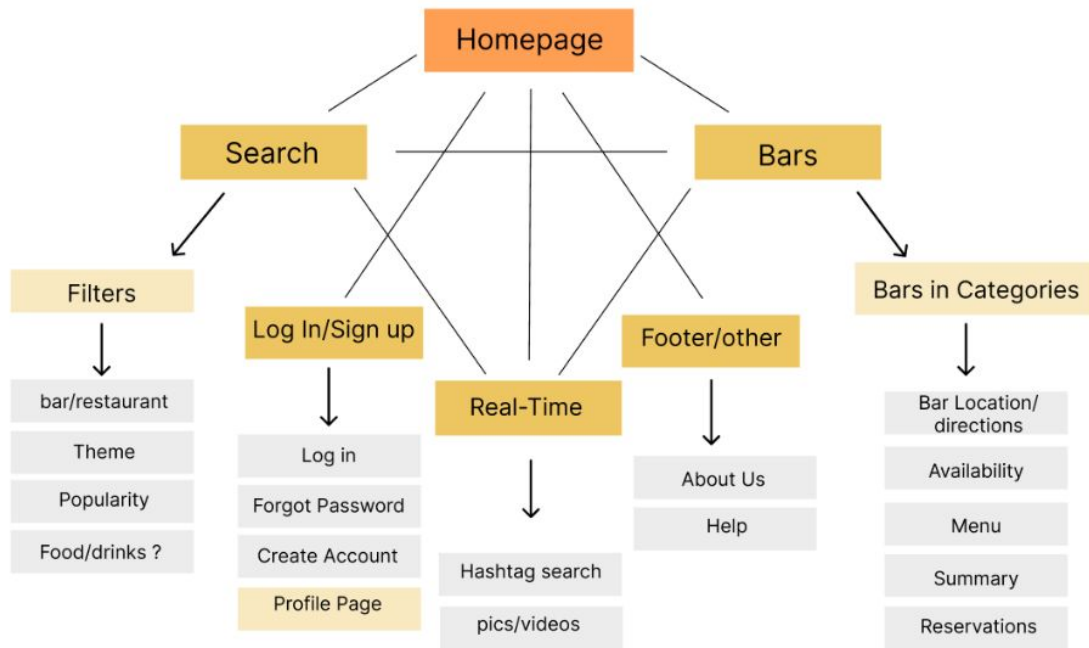 Homepage
Search
Bars
Filters
Bars in Categories
Log In/Sign up
Footer/other
Real-Time
bar/restaurant
Theme
Popularity
Food/drinks ?
Log in
Forgot Password
Create Account
Profile Page
Hashtag search
pics/videos
About Us
Help
Bar Location/
directions
Availability
Menu
Summary
Reservations